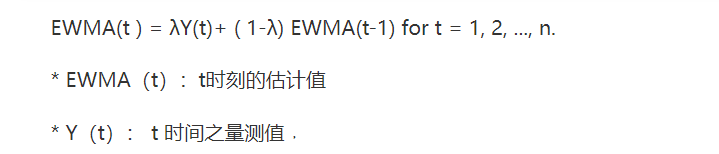 EWMA(t ) = λY(t)+ ( 1-λ) EWMA(t-1) for t = 1, 2, ..., n.
* EWMA（t）： t时刻的估计值
* Y（t）： t 时间之量测值﹒